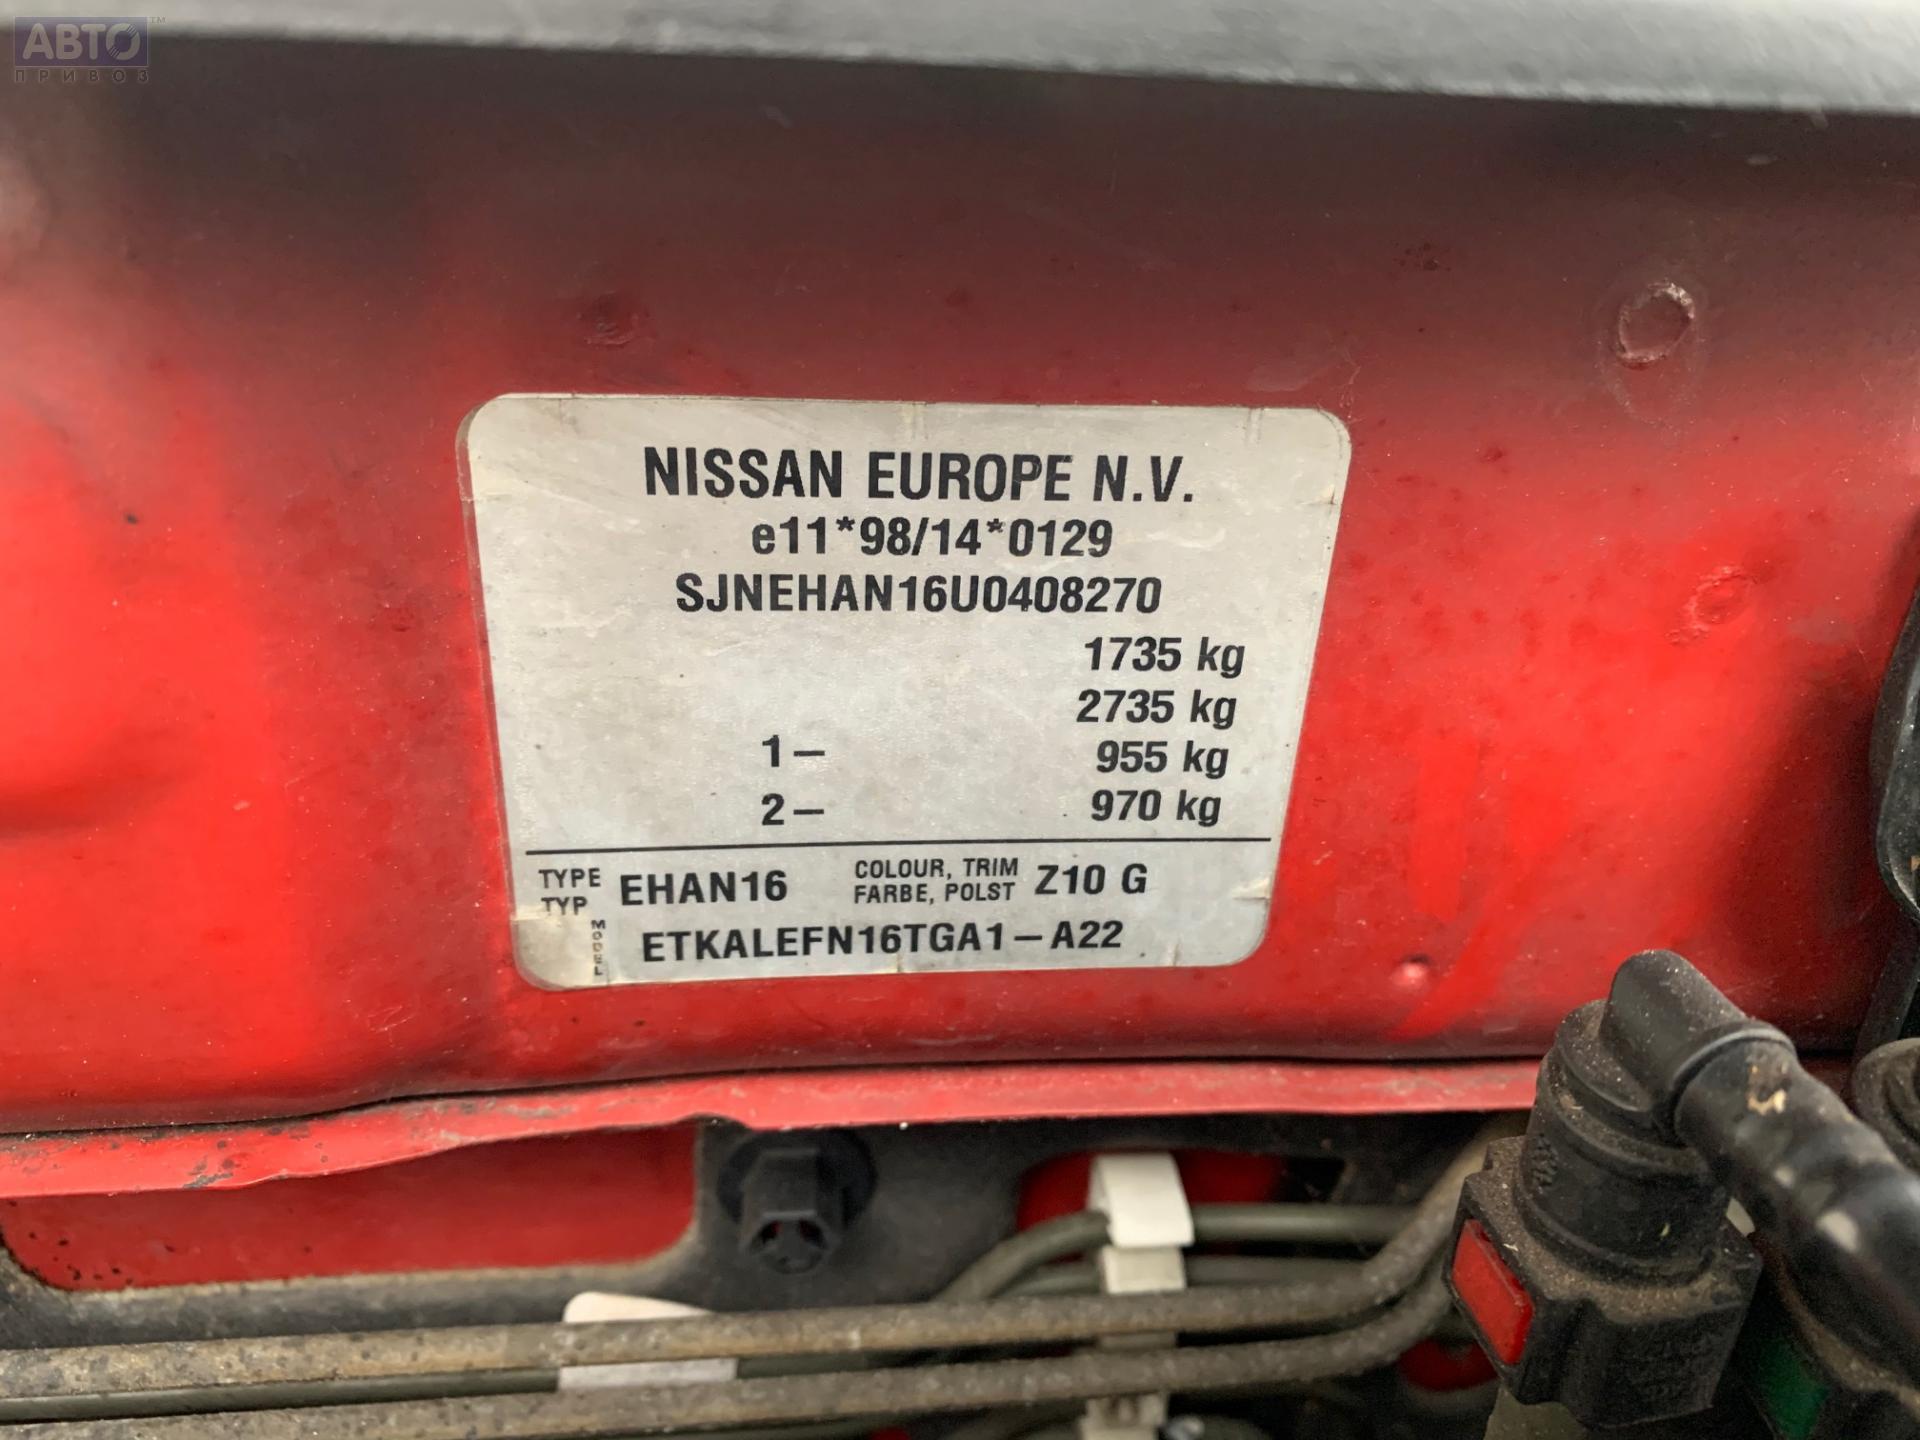 АВТО™
ПРИВОЗ
NISSAN EUROPE N.V.
e11*98/14*0129
SJNEHAN16U0408270
1735 kg
2735 kg
1– 955 kg
2– 970 kg
TYPE TYP EHAN16 COLOUR, TRIM FARBE, POLST Z10 G
MODEL ETKALEFN16TGA1–A22